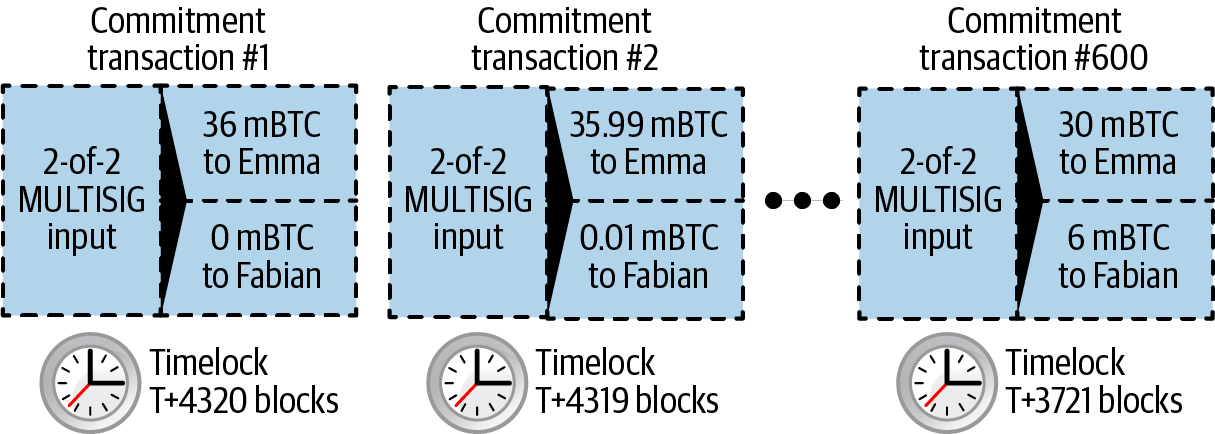 Commitment
transaction #1
36 mBTC
to Emma
2-of-2
MULTISIG
input
0 mBTC
to Fabian
Timelock
T+4320 blocks
Commitment
transaction #2
35.99 mBTC
to Emma
2-of-2
MULTISIG
input
0.01 mBTC
to Fabian
Timelock
T+4319 blocks
Commitment
transaction #600
30 mBTC
to Emma
2-of-2
MULTISIG
input
6 mBTC
to Fabian
Timelock
T+3721 blocks